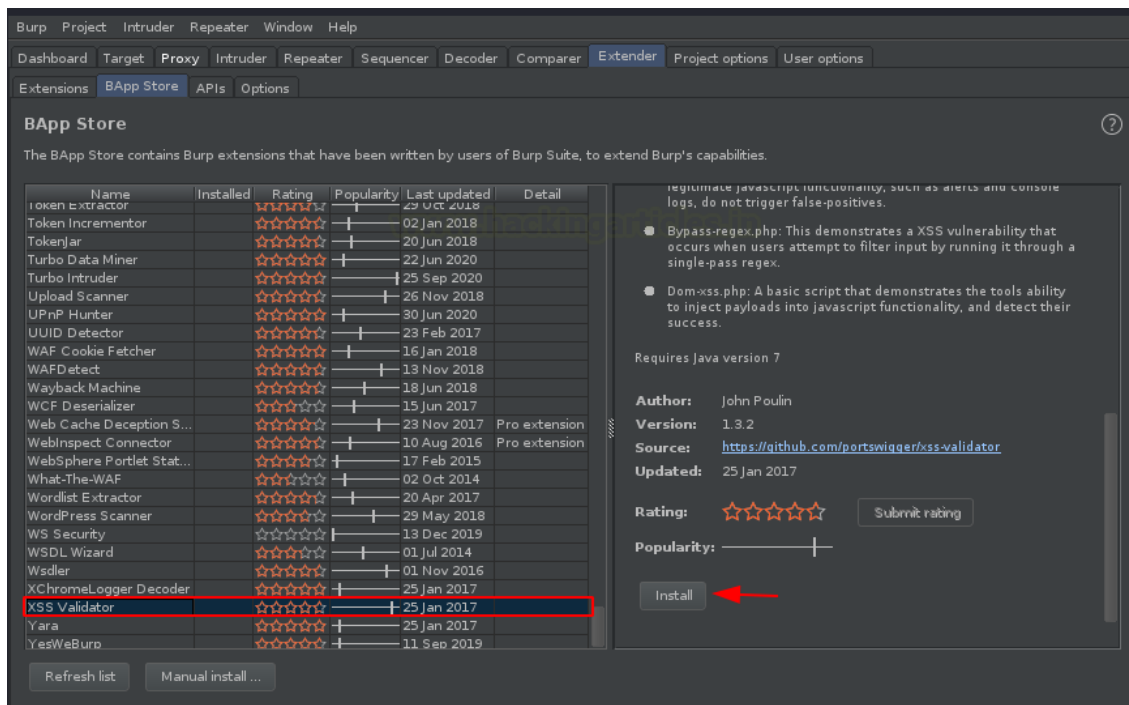 Burp Project Intruder Repeater Window Help
Dashboard Target Proxy Intruder Repeater Sequencer Decoder Comparer Extender Project options User options
Extensions BApp Store APIs Options
BApp Store
?
The BApp Store contains Burp extensions that have been written by users of Burp Suite, to extend Burp's capabilities.
Name Installed Rating Popularity Last updated Detail
Token Extractor 29 Oct 2018
Token Incrementor 02 Jan 2018
TokenJar 20 Jun 2018
Turbo Data Miner 22 Jun 2020
Turbo Intruder 25 Sep 2020
Upload Scanner 26 Nov 2018
UPnP Hunter 30 Jun 2020
UUID Detector 23 Feb 2017
WAF Cookie Fetcher 16 Jan 2018
WAFDetect 13 Nov 2018
Wayback Machine 18 Jun 2018
WCF Deserializer 15 Jun 2017
Web Cache Deception S... 23 Nov 2017 Pro extension
WebInspect Connector 10 Aug 2016 Pro extension
WebSphere Portlet Stat... 17 Feb 2015
What-The-WAF 02 Oct 2014
Wordlist Extractor 20 Apr 2017
WordPress Scanner 29 May 2018
WS Security 13 Dec 2019
WSDL Wizard 01 Jul 2014
Wsdler 01 Nov 2016
XChromeLogger Decoder 25 Jan 2017
XSS Validator 25 Jan 2017
Yara 25 Jan 2017
YesWeBurp 11 Sep 2019
legitimate javascript functionality, such as alerts and console
logs, do not trigger false-positives.
Bypass-regex.php: This demonstrates a XSS vulnerability that
occurs when users attempt to filter input by running it through a
single-pass regex.
Dom-xss.php: A basic script that demonstrates the tools ability
to inject payloads into javascript functionality, and detect their
success.
Requires Java version 7
Author: John Poulin
Version: 1.3.2
Source: https://github.com/portswigger/xss-validator
Updated: 25 Jan 2017
Rating: Submit rating
Popularity:
Install
Refresh list Manual install ...